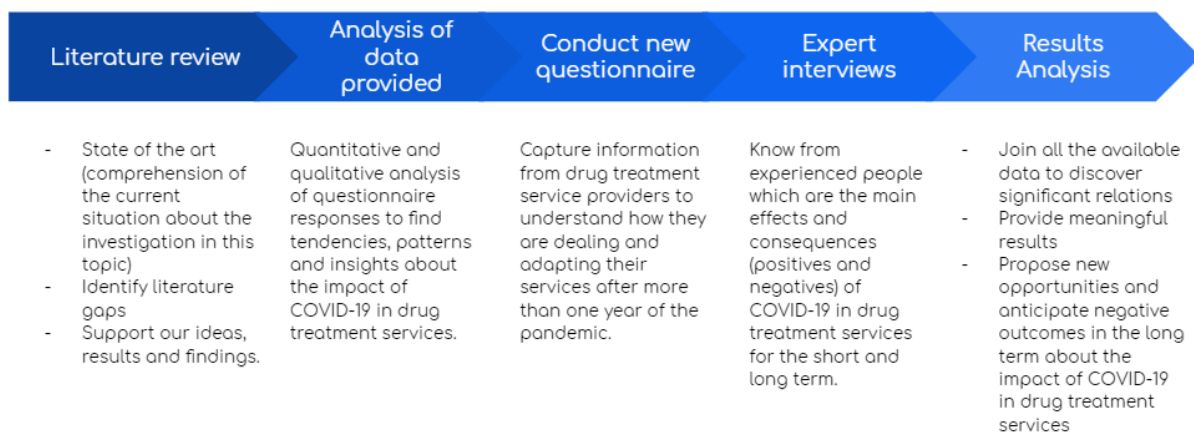 Literature review
Analysis of
data
provided
Conduct new
questionnaire
Expert
interviews
Results
Analysis
- State of the art
(comprehension of
the current
situation about the
investigation in this
topic)
- Identify literature
gaps
- Support our ideas,
results and findings.
Quantitative and
qualitative analysis
of questionnaire
responses to find
tendencies, patterns
and insights about
the impact of
COVID-19 in drug
treatment services.
Capture information
from drug treatment
service providers to
understand how they
are dealing and
adapting their
services after more
than one year of the
pandemic.
Know from
experienced people
which are the main
effects and
consequences
(positives and
negatives) of
COVID-19 in drug
treatment services
for the short and
long term.
- Join all the available
data to discover
significant relations
- Provide meaningful
results
- Propose new
opportunities and
anticipate negative
outcomes in the long
term about the
impact of COVID-19
in drug treatment
services